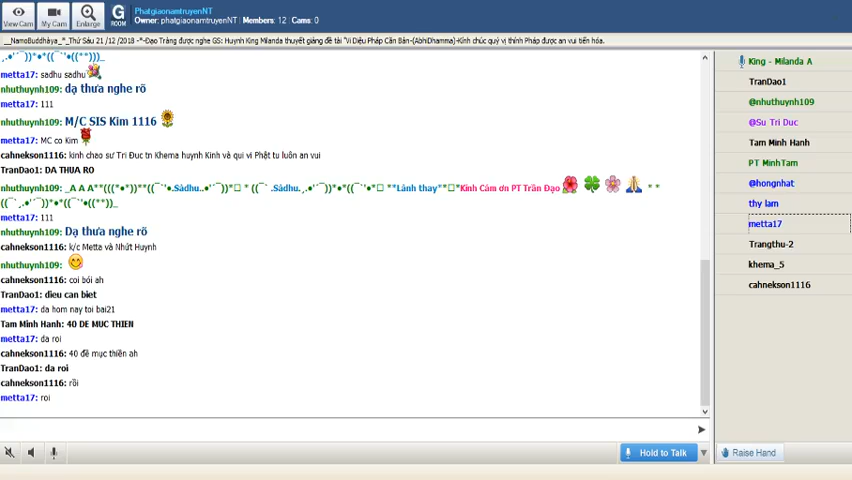 View Cam
My Cam
Enlarge
G
ROOM
PhatgiaonamtruyenNT
Owner: phatgiaonamtruyenNT | Members: 12 | Cams: 0
__NamoBuddhàya_*_Thứ Sáu 21 /12 /2018 -*-Đạo Tràng được nghe GS: Huynh King Milanda thuyết giảng đề tài "Vi Diệu Pháp Căn Bản-(AbhiDhamma)-Kính chúc quý vị thính Pháp được an vui tiến hóa.
metta17: sadhu sadhu
nhuthuynh109: dạ thưa nghe rõ
metta17: 111
nhuthuynh109: M/C SIS Kim 1116
metta17: MC co Kim
cahnekson1116: kinh chao sư Tri Đuc tn Khema huynh Kinh và qui vi Phật tu luôn an vui
TranDao1: DA THUA RO
nhuthuynh109: _A A A**(((*•*))**((¯`'•.Sādhu..•'´¯))*□ * ((¯` .Sādhu.,.•'´¯))*•*((¯`'•*□ **Lành thay**□*Kính Cám ơn PT Trần Đạo * *
metta17: 111
nhuthuynh109: Dạ thưa nghe rõ
cahnekson1116: k/c Metta và Nhứt Huynh
nhuthuynh109:
cahnekson1116: coi bói ah
TranDao1: dieu can biet
metta17: da hom nay toi bai21
Tam Minh Hanh: 40 DE MUC THIEN
metta17: da roi
cahnekson1116: 40 đề mục thiền ah
TranDao1: da roi
cahnekson1116: rồi
metta17: roi
Hold to Talk
King - Milanda A
TranDao1
@nhuthuynh109
@Su Tri Duc
Tam Minh Hanh
PT MinhTam
@hongnhat
thy lam
metta17
Trangthu-2
khema_5
cahnekson1116
Raise Hand